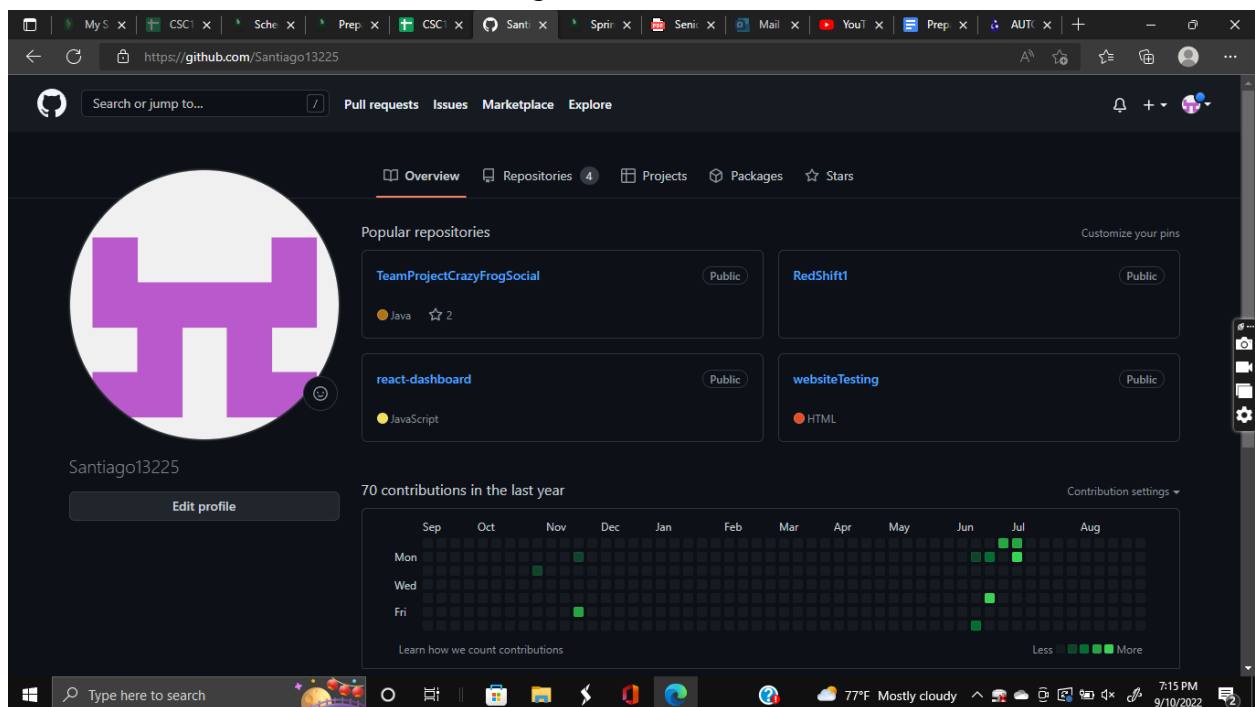 My S
CSC1
Sche
Prep
CSC1
Santi
Sprin
Senic
Mail
YouT
Prep
AUTC
https://github.com/Santiago13225
Search or jump to...
/
Pull requests Issues Marketplace Explore
Overview Repositories 4 Projects Packages Stars
Popular repositories
Customize your pins
TeamProjectCrazyFrogSocial Public
Java 2
RedShift1 Public
react-dashboard Public
JavaScript
websiteTesting Public
HTML
Santiago13225
Edit profile
70 contributions in the last year
Contribution settings
Sep Oct Nov Dec Jan Feb Mar Apr May Jun Jul Aug
Mon
Wed
Fri
Learn how we count contributions
Less More
Type here to search
77°F Mostly cloudy
7:15 PM
9/10/2022
2